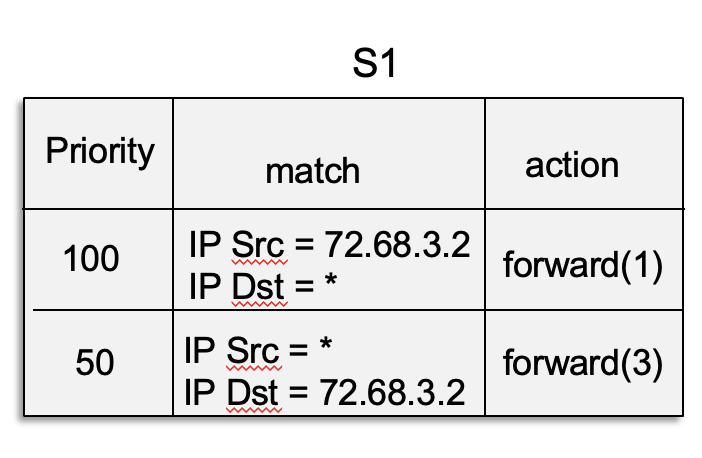 S1
Priority
match
action
100
IP Src = 72.68.3.2
IP Dst = *
forward(1)
50
IP Src = *
IP Dst = 72.68.3.2
forward(3)